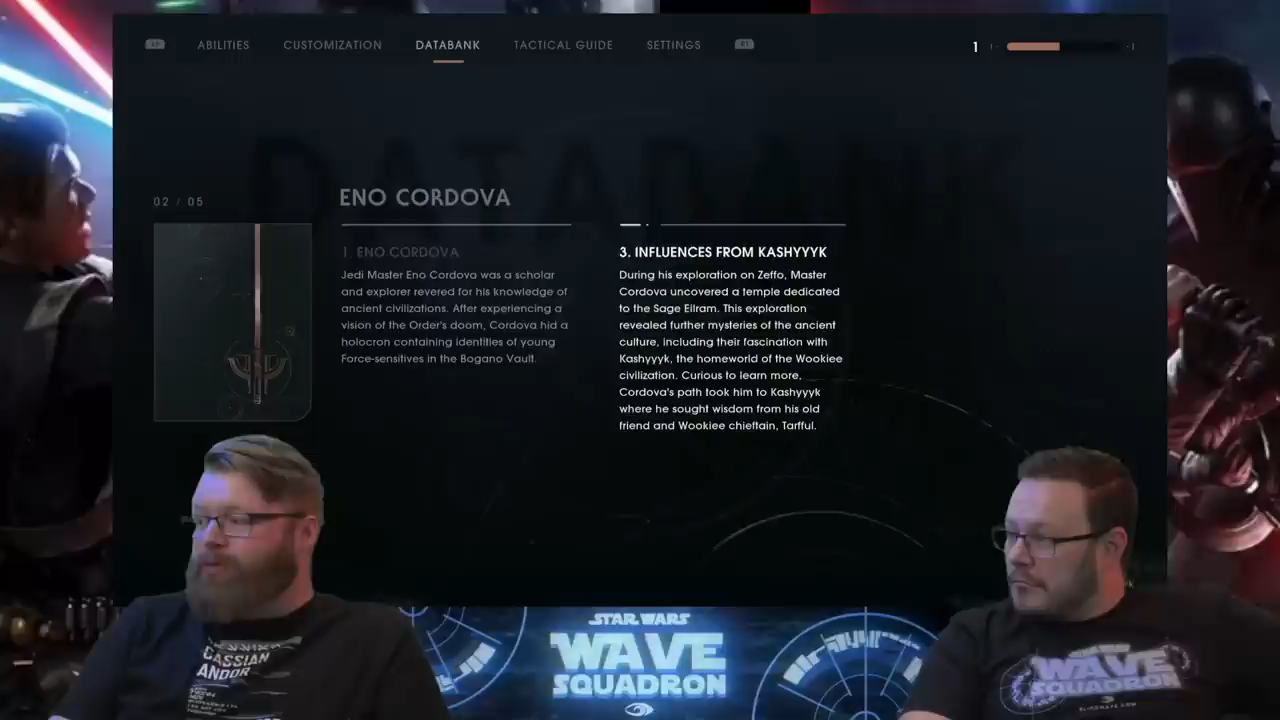 L1 ABILITIES CUSTOMIZATION DATABANK TACTICAL GUIDE SETTINGS R1 1
DATABANK
02 / 05
ENO CORDOVA
1. ENO CORDOVA
Jedi Master Eno Cordova was a scholar
and explorer revered for his knowledge of
ancient civilizations. After experiencing a
vision of the Order's doom, Cordova hid a
holocron containing identities of young
Force-sensitives in the Bogano Vault.
3. INFLUENCES FROM KASHYYYK
During his exploration on Zeffo, Master
Cordova uncovered a temple dedicated
to the Sage Eilram. This exploration
revealed further mysteries of the ancient
culture, including their fascination with
Kashyyyk, the homeworld of the Wookiee
civilization. Curious to learn more,
Cordova's path took him to Kashyyyk
where he sought wisdom from his old
friend and Wookiee chieftain, Tarfful.
CASSIAN
ANDOR
STAR WARS
WAVE
SQUADRON
WAVE
SQUADRON